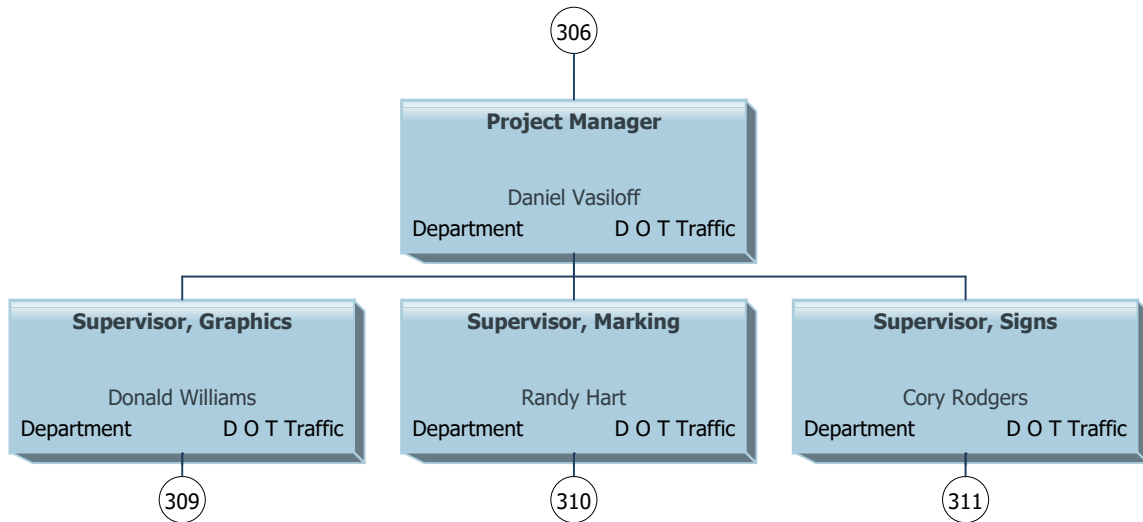 306
Project Manager
Daniel Vasiloff
Department D O T Traffic
Supervisor, Graphics
Donald Williams
Department D O T Traffic
309
Supervisor, Marking
Randy Hart
Department D O T Traffic
310
Supervisor, Signs
Cory Rodgers
Department D O T Traffic
311